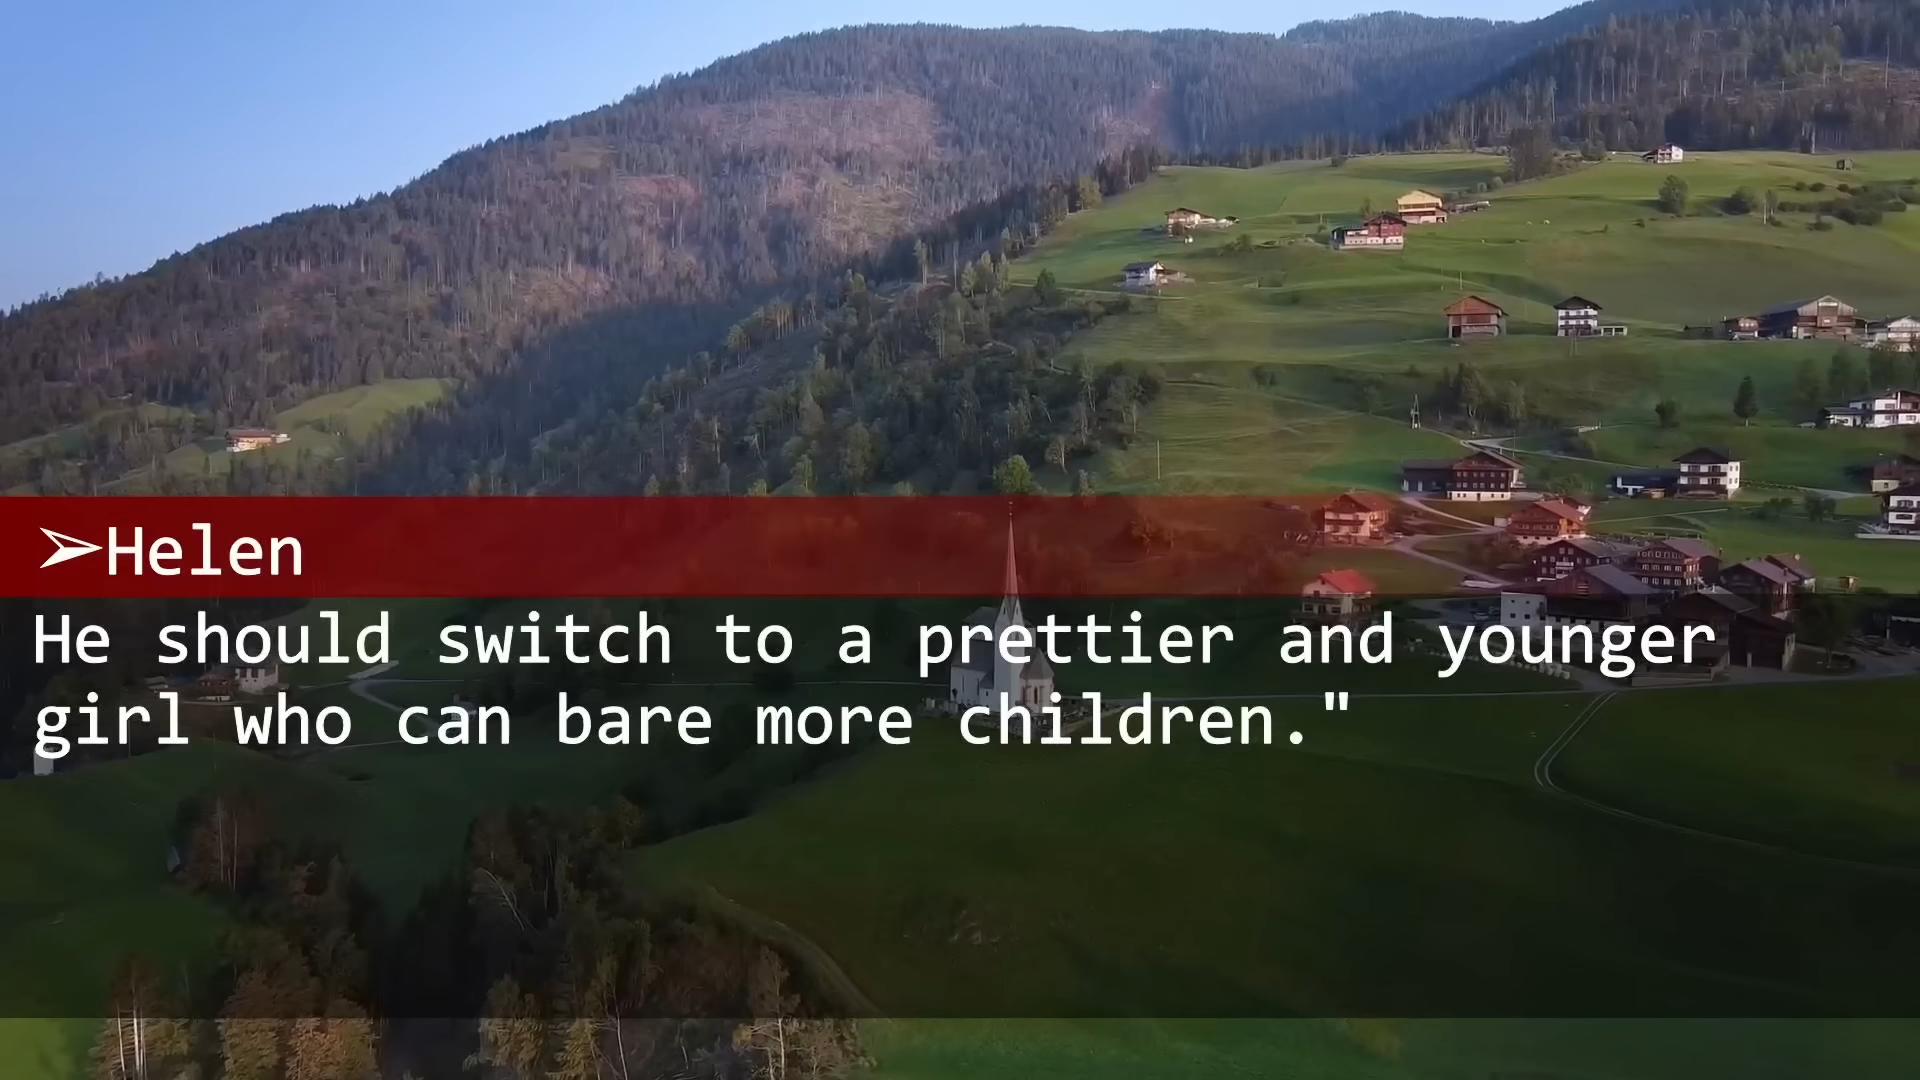 ➢Helen
He should switch to a prettier and younger
girl who can bare more children."